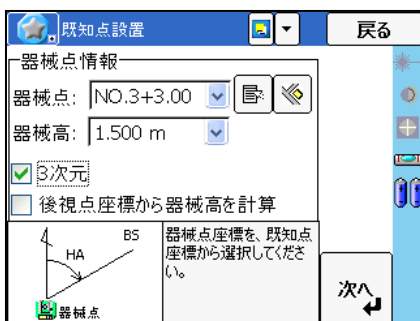 既知点設置
戻る
器械点情報
器械点: NO.3+3.00
器械高: 1.500 m
3次元
後視点座標から器械高を計算
BS
HA
器械点
器械点座標を、既知点
座標から選択してくださ
い。
次へ